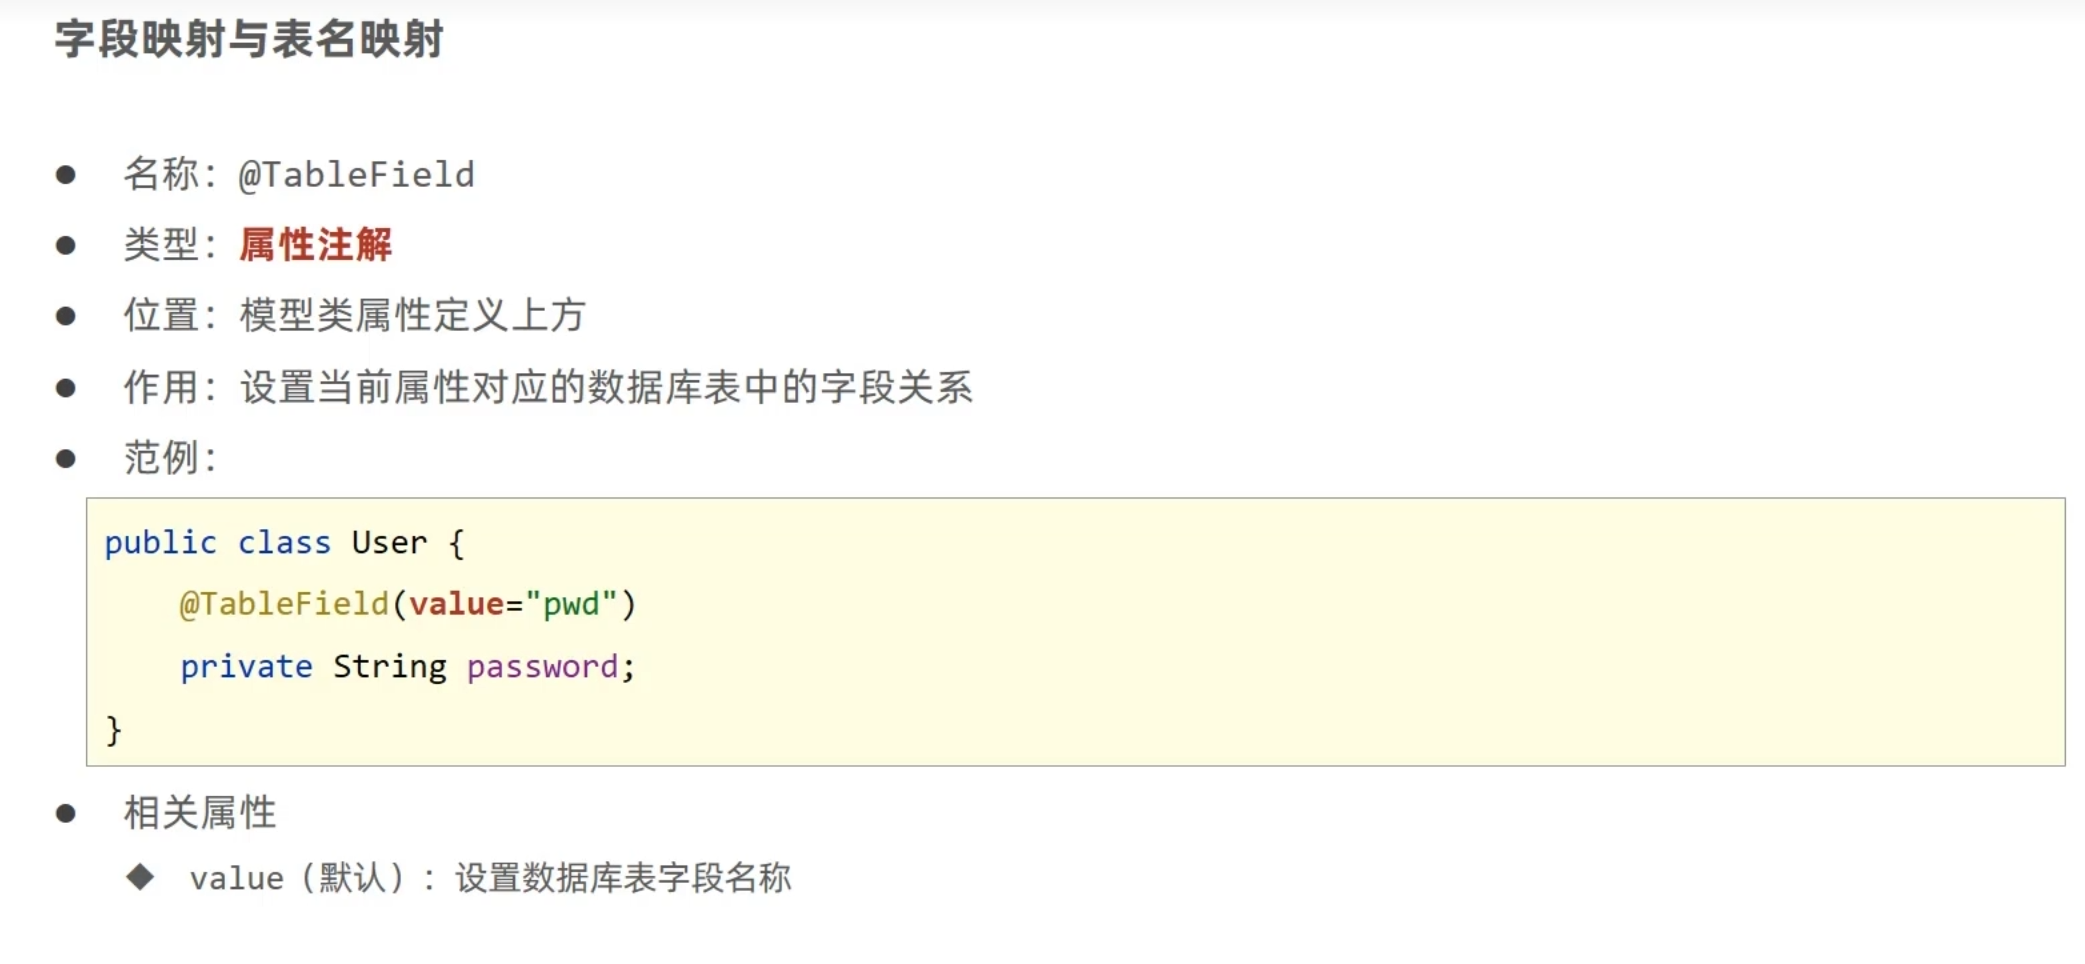 字段映射与表名映射
● 名称：@TableField
● 类型：属性注解
● 位置：模型类属性定义上方
● 作用：设置当前属性对应的数据库表中的字段关系
● 范例：
public class User {
    @TableField(value="pwd")
    private String password;
}
● 相关属性
◆ value（默认）：设置数据库表字段名称